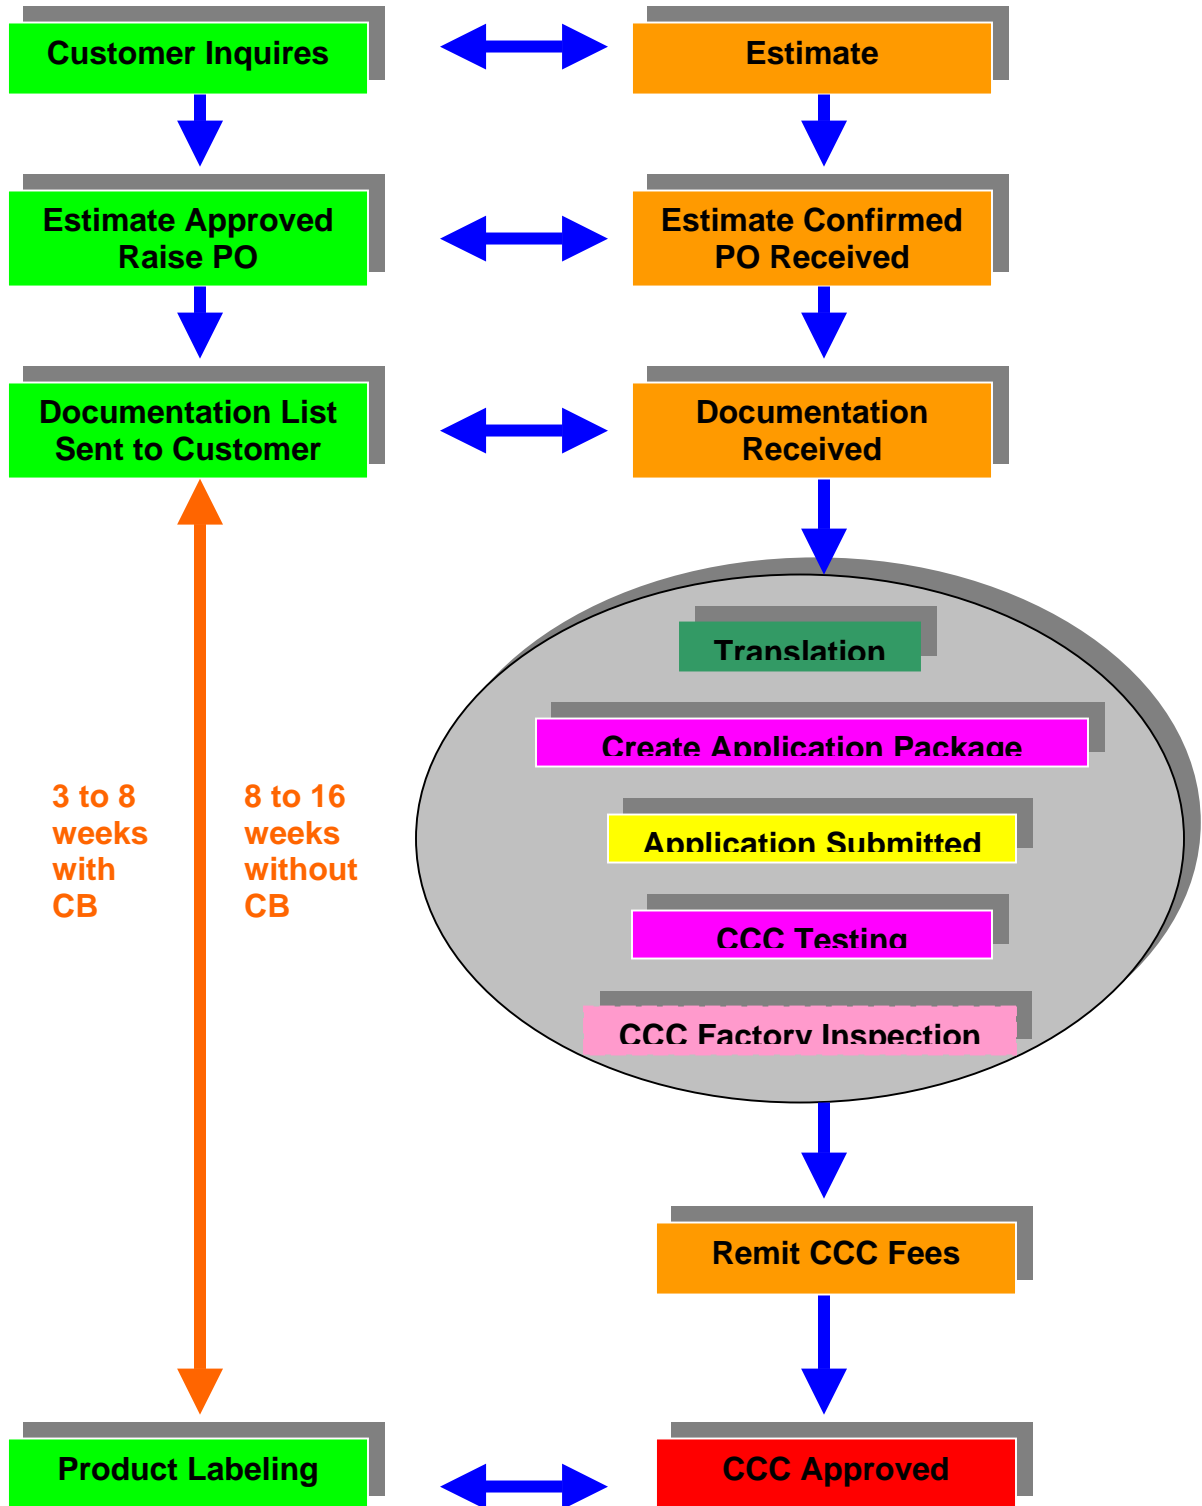 Customer Inquires
Estimate
Estimate Approved
Raise PO
Estimate Confirmed
PO Received
Documentation List
Sent to Customer
Documentation
Received
Translation
Create Application Package
Application Submitted
CCC Testing
CCC Factory Inspection
3 to 8
weeks
with
CB
8 to 16
weeks
without
CB
Remit CCC Fees
Product Labeling
CCC Approved